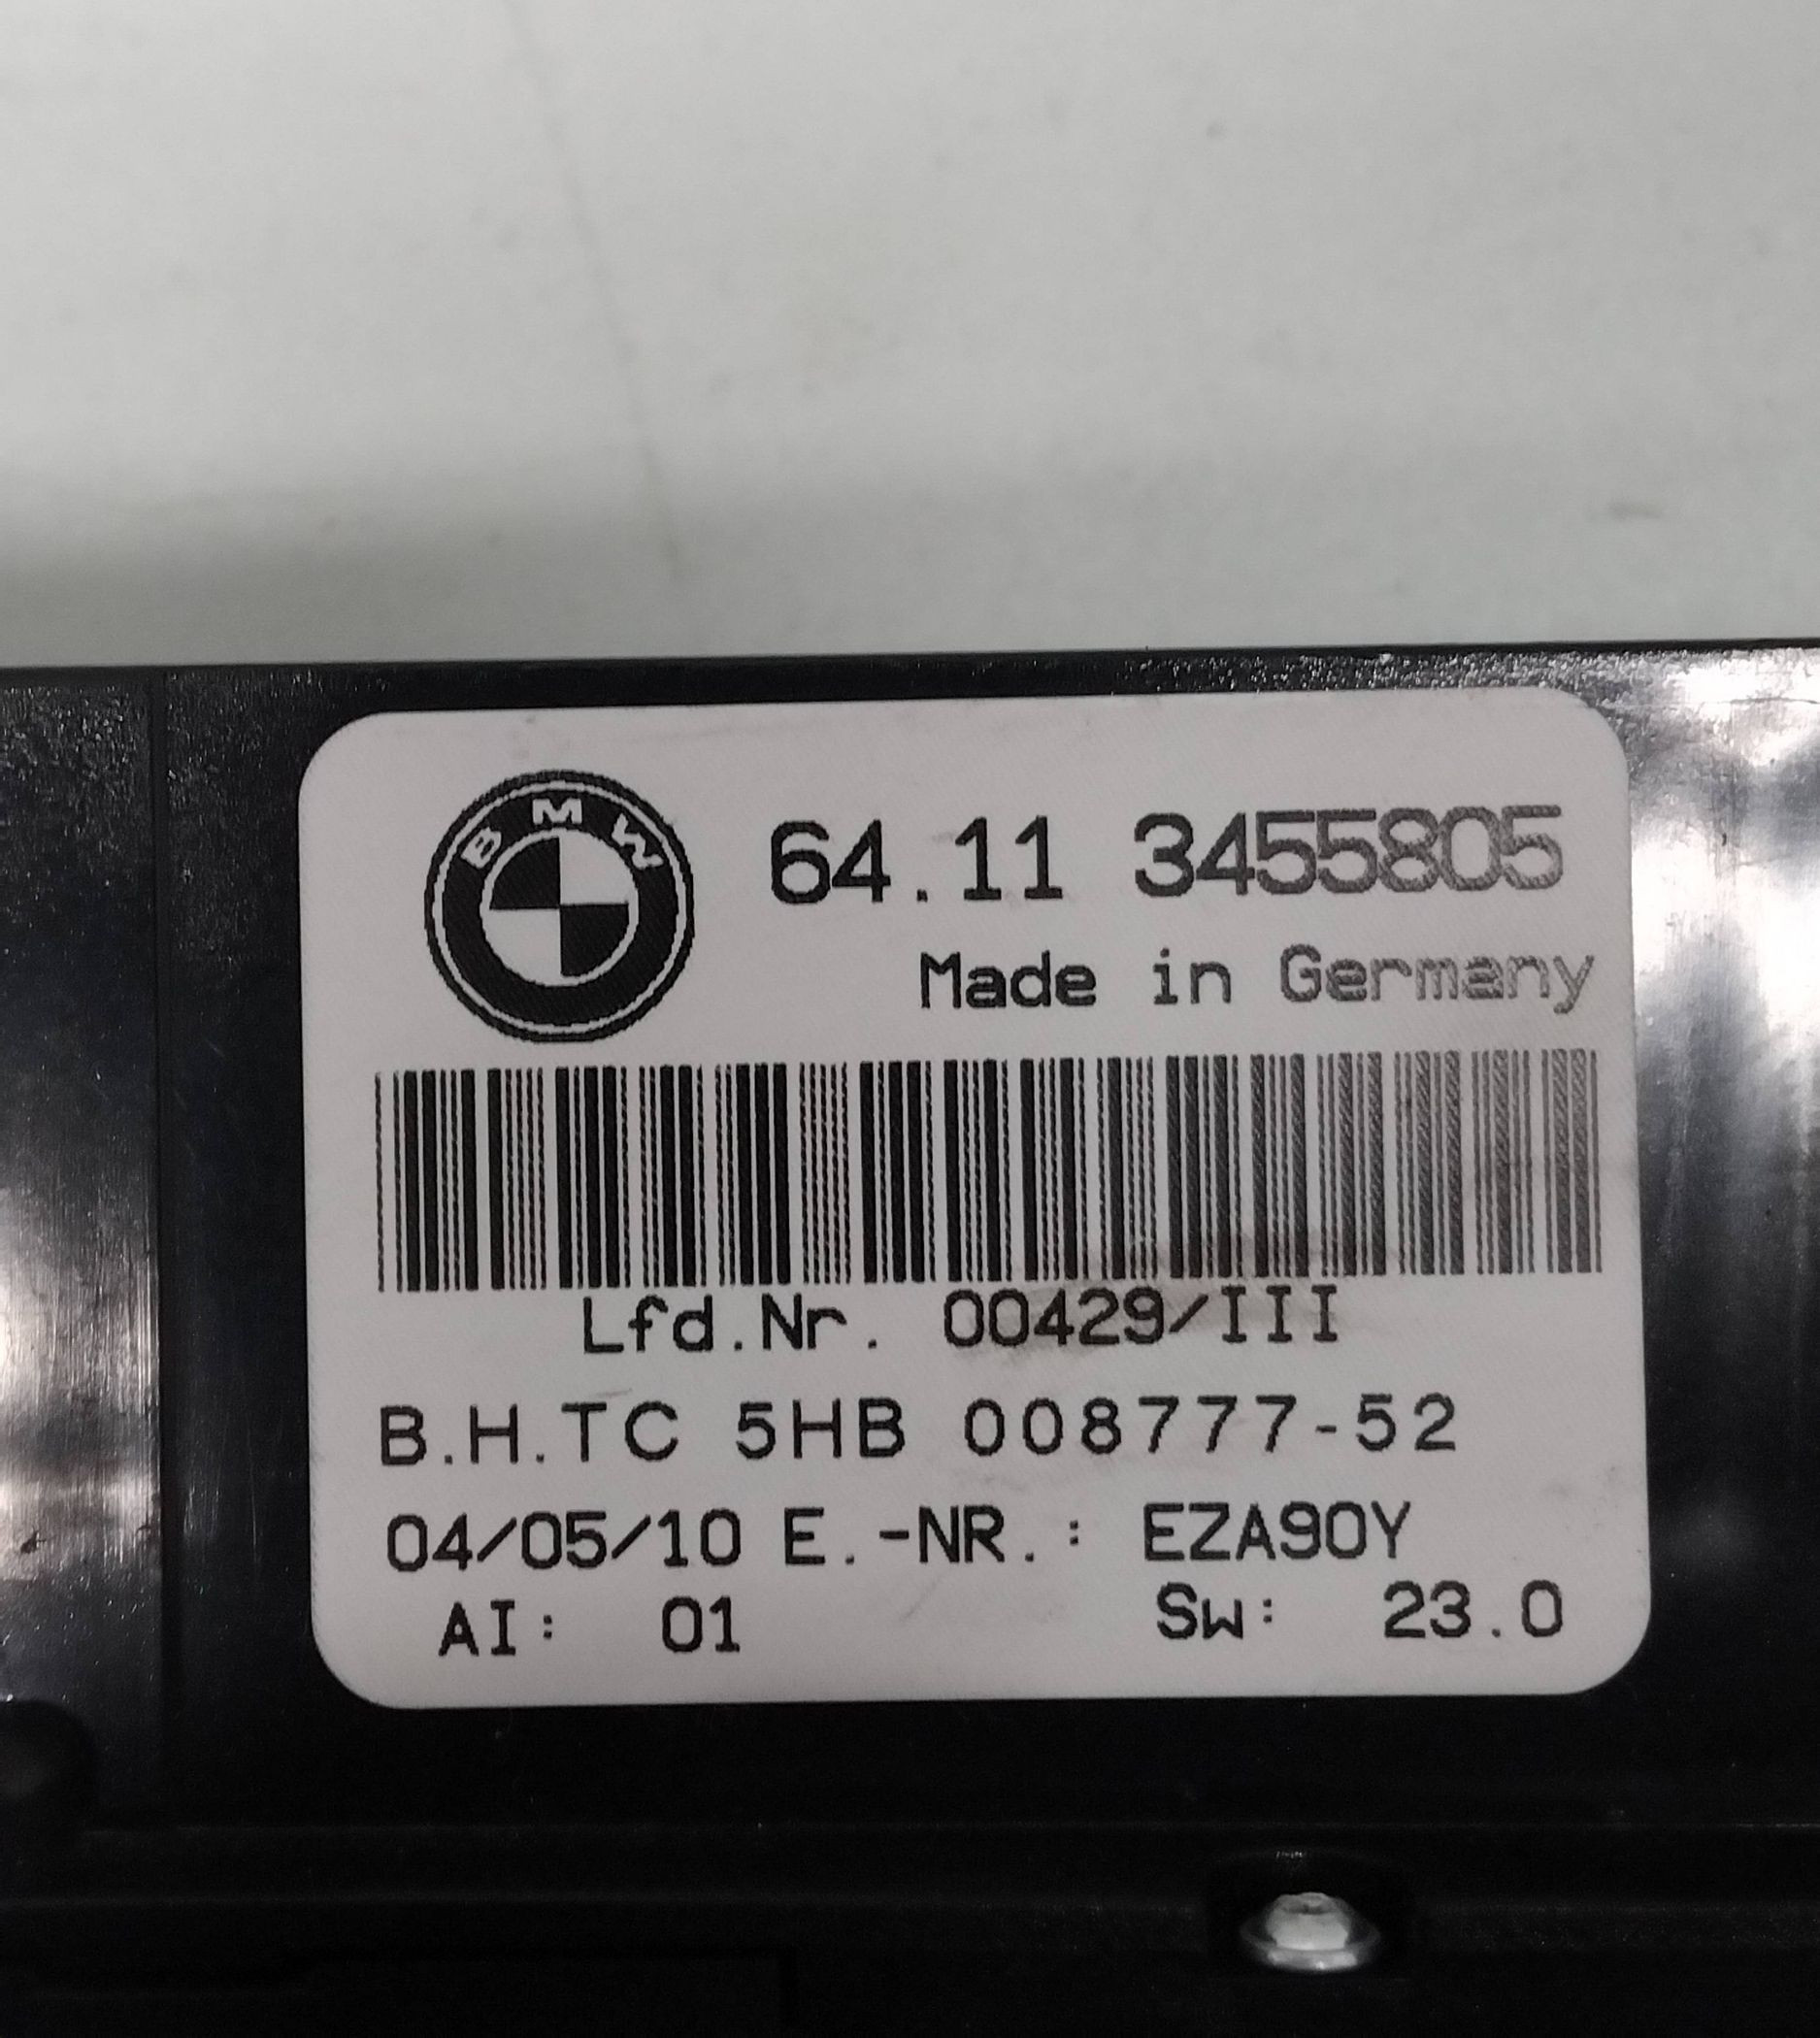 BMW
64.11 3455805
Made in Germany
Lfd.Nr. 00429/III
B.H.TC 5HB 008777-52
04/05/10 E.-NR.: EZA90Y
AI: 01 Sw: 23.0